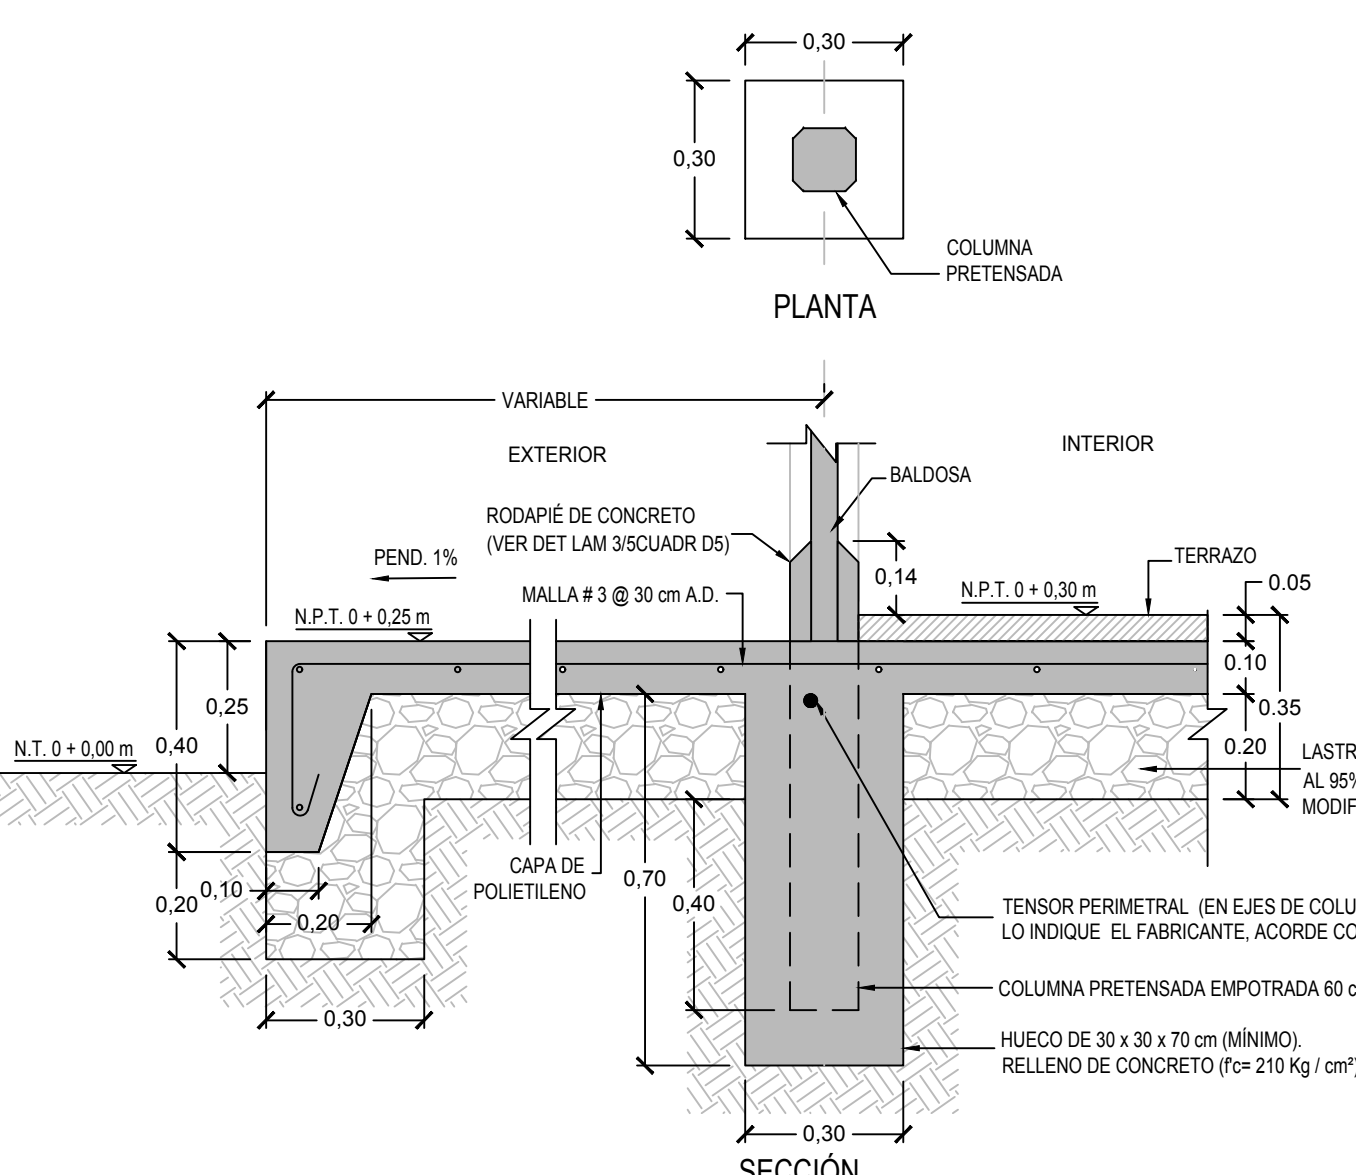 0,30
0,30
COLUMNA
PRETENSADA
PLANTA
VARIABLE
EXTERIOR
INTERIOR
BALDOSA
RODAPIÉ DE CONCRETO
(VER DET LAM 3/5CUADR D5)
PEND. 1%
TERRAZO
0,14
0.05
MALLA # 3 @ 30 cm A.D.
N.P.T. 0 + 0,30 m
N.P.T. 0 + 0,25 m
0.10
0,25
0.35
N.T. 0 + 0,00 m
0,40
0.20
LASTR
AL 95%
MODIF
CAPA DE
POLIETILENO
0,70
0,10
0,20
0,40
0,20
TENSOR PERIMETRAL (EN EJES DE COLU
LO INDIQUE EL FABRICANTE, ACORDE CO
COLUMNA PRETENSADA EMPOTRADA 60 c
0,30
HUECO DE 30 x 30 x 70 cm (MÍNIMO).
RELLENO DE CONCRETO (f'c= 210 Kg / cm²)
0,30
SECCIÓN